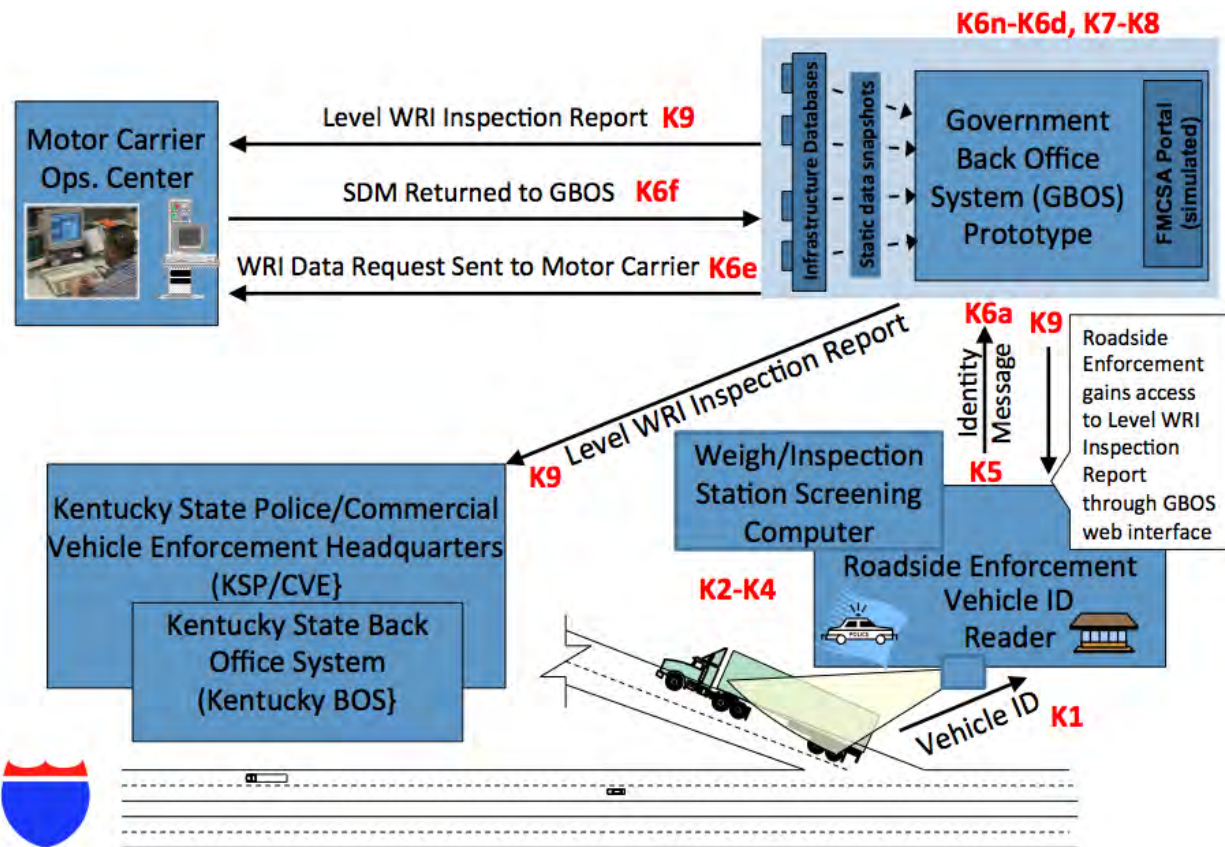 K6n-K6d, K7-K8
Motor Carrier
Ops. Center
Level WRI Inspection Report K9
SDM Returned to GBOS K6f
WRI Data Request Sent to Motor Carrier K6e
Infrastructure Databases
Static data snapshots
Government
Back Office
System (GBOS)
Prototype
FMCSA Portal
(simulated)
Level WRI Inspection Report
K9
K6a
Identity
Message
K5
K9
Roadside
Enforcement
gains access
to Level WRI
Inspection
Report
through GBOS
web interface
Weigh/Inspection
Station Screening
Computer
Kentucky State Police/Commercial
Vehicle Enforcement Headquarters
(KSP/CVE}
Kentucky State Back
Office System
(Kentucky BOS}
K2-K4
Roadside Enforcement
Vehicle ID
Reader
POLICE
Vehicle ID K1